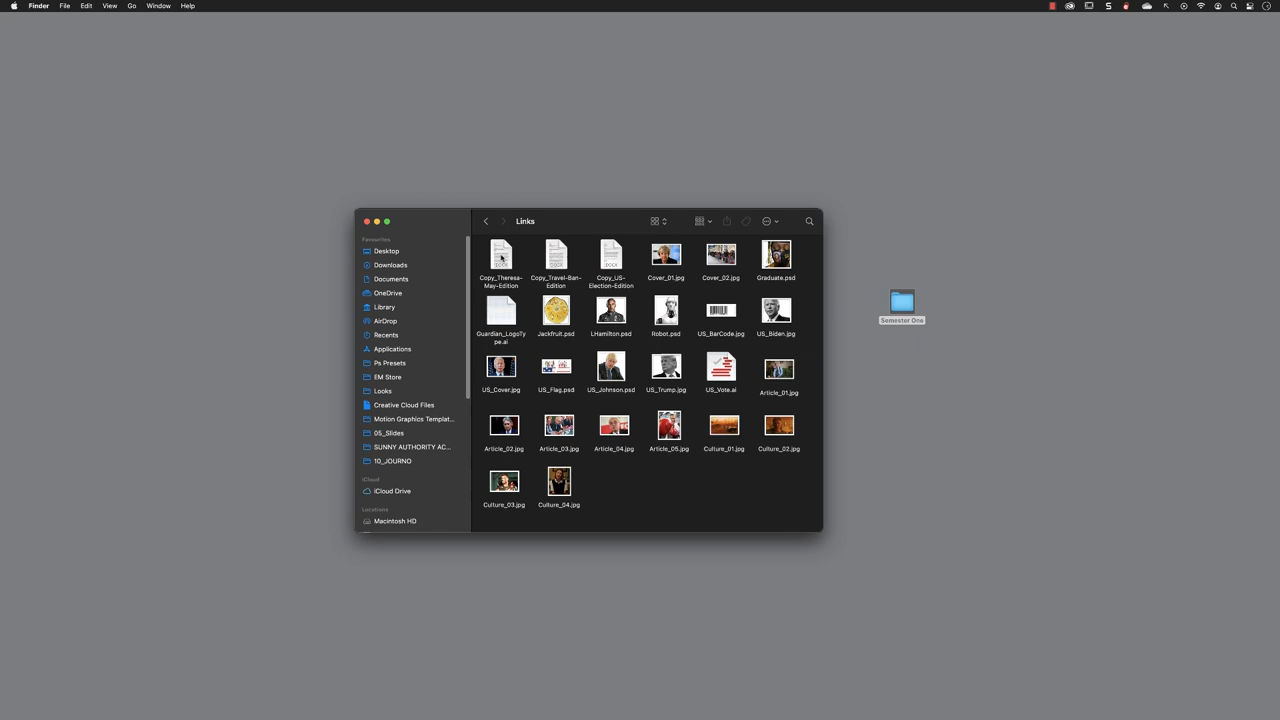 Finder File Edit View Go Window Help
Links
Favourites
Desktop
Downloads
Documents
OneDrive
Library
AirDrop
Recents
Applications
Ps Presets
EM Store
Looks
Creative Cloud Files
Motion Graphics Templat...
05_Slides
SUNNY AUTHORITY AC...
10_JOURNO
iCloud
iCloud Drive
Locations
Macintosh HD
Copy_Theresa-May-Edition
Copy_Travel-Ban-Edition
Copy_US-Election-Edition
Cover_01.jpg
Cover_02.jpg
Graduate.psd
Guardian_LogoType.ai
Jackfruit.psd
LHamilton.psd
Robot.psd
US_BarCode.jpg
US_Biden.jpg
US_Cover.jpg
US_Flag.psd
US_Johnson.psd
US_Trump.jpg
US_Vote.ai
Article_01.jpg
Article_02.jpg
Article_03.jpg
Article_04.jpg
Article_05.jpg
Culture_01.jpg
Culture_02.jpg
Culture_03.jpg
Culture_04.jpg
Semester One